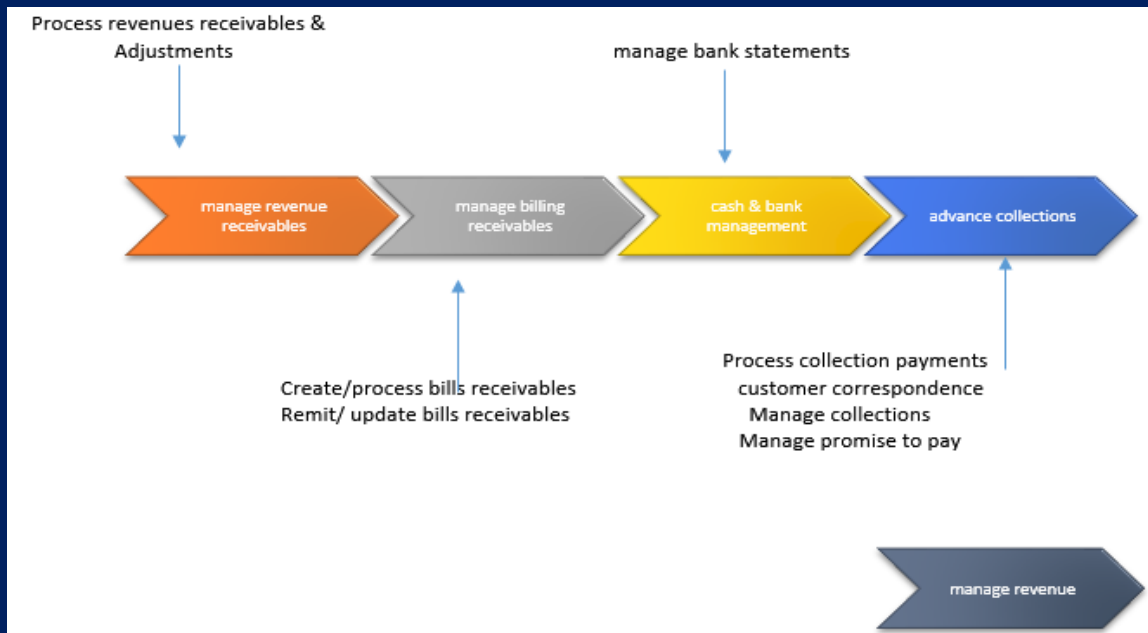 Process revenues receivables &
Adjustments
manage bank statements
manage revenue
receivables
manage billing
receivables
cash & bank
management
advance collections
Create/process bills receivables
Remit/ update bills receivables
Process collection payments
customer correspondence
Manage collections
Manage promise to pay
manage revenue